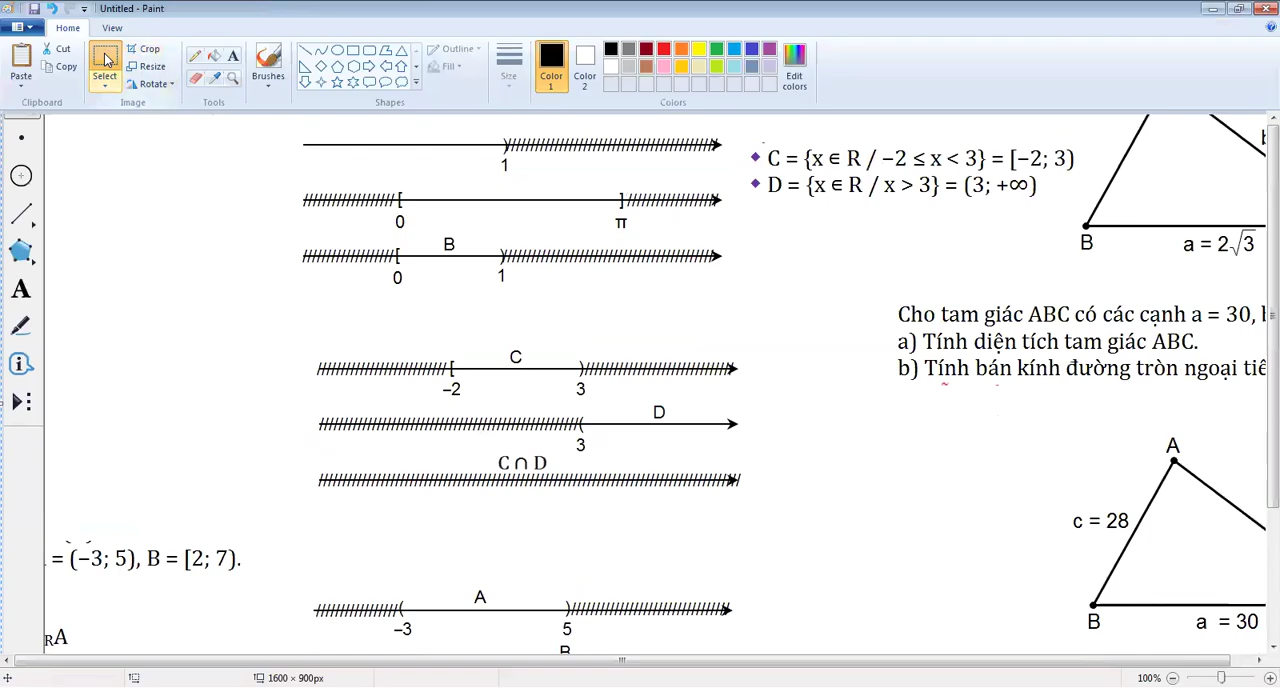 Untitled - Paint
Home
View
Paste
Cut
Copy
Clipboard
Select
Crop
Resize
Rotate
Image
A
Tools
Brushes
Outline
Fill
Shapes
Size
Color 1
Color 2
Edit colors
Colors
A
1
0
π
B
0
1
C = {x ∈ R / −2 ≤ x < 3} = [−2; 3)
D = {x ∈ R / x > 3} = (3; +∞)
B
a = 2√3
Cho tam giác ABC có các cạnh a = 30,
a) Tính diện tích tam giác ABC.
b) Tính bán kính đường tròn ngoại
C
−2
3
D
3
C ∩ D
A
c = 28
B
a = 30
= (−3; 5), B = [2; 7).
RA
A
−3
5
1600 × 900px
100%